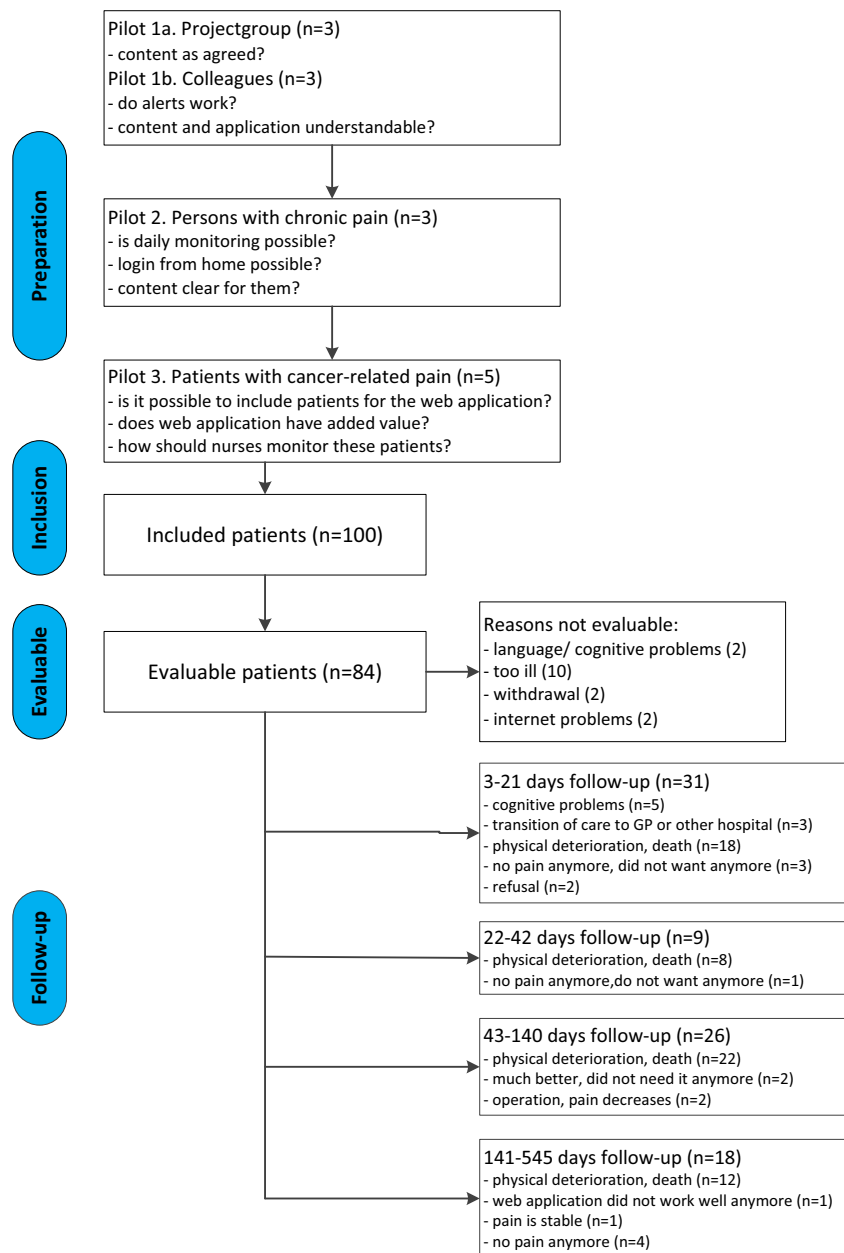 Pilot 1a. Projectgroup (n=3)
- content as agreed?
Pilot 1b. Colleagues (n=3)
- do alerts work?
- content and application understandable?
Preparation
Pilot 2. Persons with chronic pain (n=3)
- is daily monitoring possible?
- login from home possible?
- content clear for them?
Pilot 3. Patients with cancer-related pain (n=5)
- is it possible to include patients for the web application?
- does web application have added value?
- how should nurses monitor these patients?
Inclusion
Included patients (n=100)
Evaluable
Evaluable patients (n=84)
Reasons not evaluable:
- language/ cognitive problems (2)
- too ill (10)
- withdrawal (2)
- internet problems (2)
Follow-up
3-21 days follow-up (n=31)
- cognitive problems (n=5)
- transition of care to GP or other hospital (n=3)
- physical deterioration, death (n=18)
- no pain anymore, did not want anymore (n=3)
- refusal (n=2)
22-42 days follow-up (n=9)
- physical deterioration, death (n=8)
- no pain anymore,do not want anymore (n=1)
43-140 days follow-up (n=26)
- physical deterioration, death (n=22)
- much better, did not need it anymore (n=2)
- operation, pain decreases (n=2)
141-545 days follow-up (n=18)
- physical deterioration, death (n=12)
- web application did not work well anymore (n=1)
- pain is stable (n=1)
- no pain anymore (n=4)